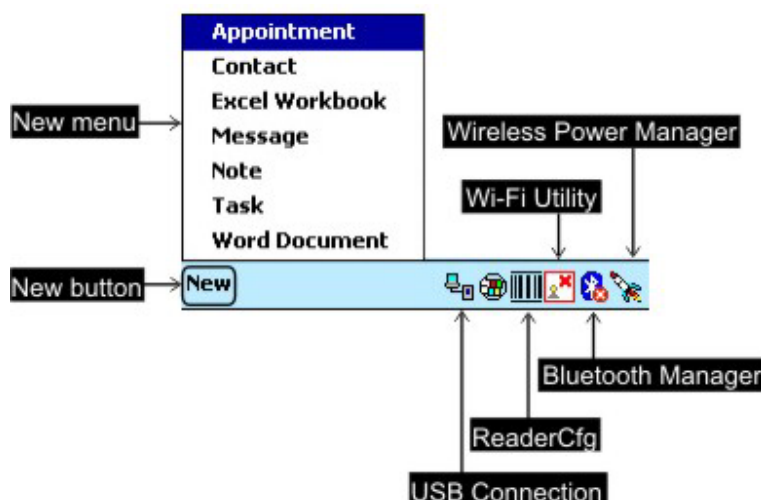 Appointment
Contact
Excel Workbook
New menu
Message
Wireless Power Manager
Note
Wi-Fi Utility
Task
Word Document
New button
New
Bluetooth Manager
ReaderCfg
USB Connection